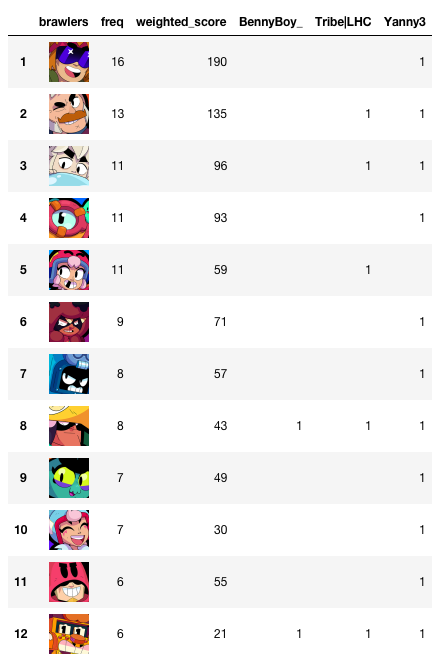 brawlers freq weighted_score BennyBoy_ Tribe|LHC Yanny3
1 16 190 1
2 13 135 1 1
3 11 96 1 1
4 11 93 1
5 11 59 1
6 9 71 1
7 8 57 1
8 8 43 1 1 1
9 7 49 1
10 7 30 1
11 6 55 1
12 6 21 1 1 1